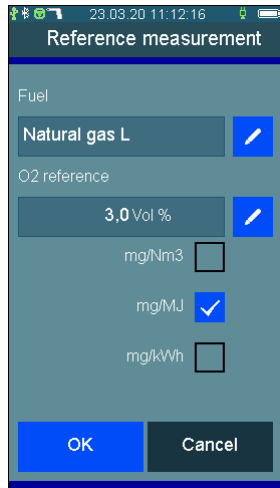 23.03.20 11:12:16
Reference measurement
Fuel
Natural gas L
O2 reference
3,0 Vol %
mg/Nm3
mg/MJ
mg/kWh
OK
Cancel